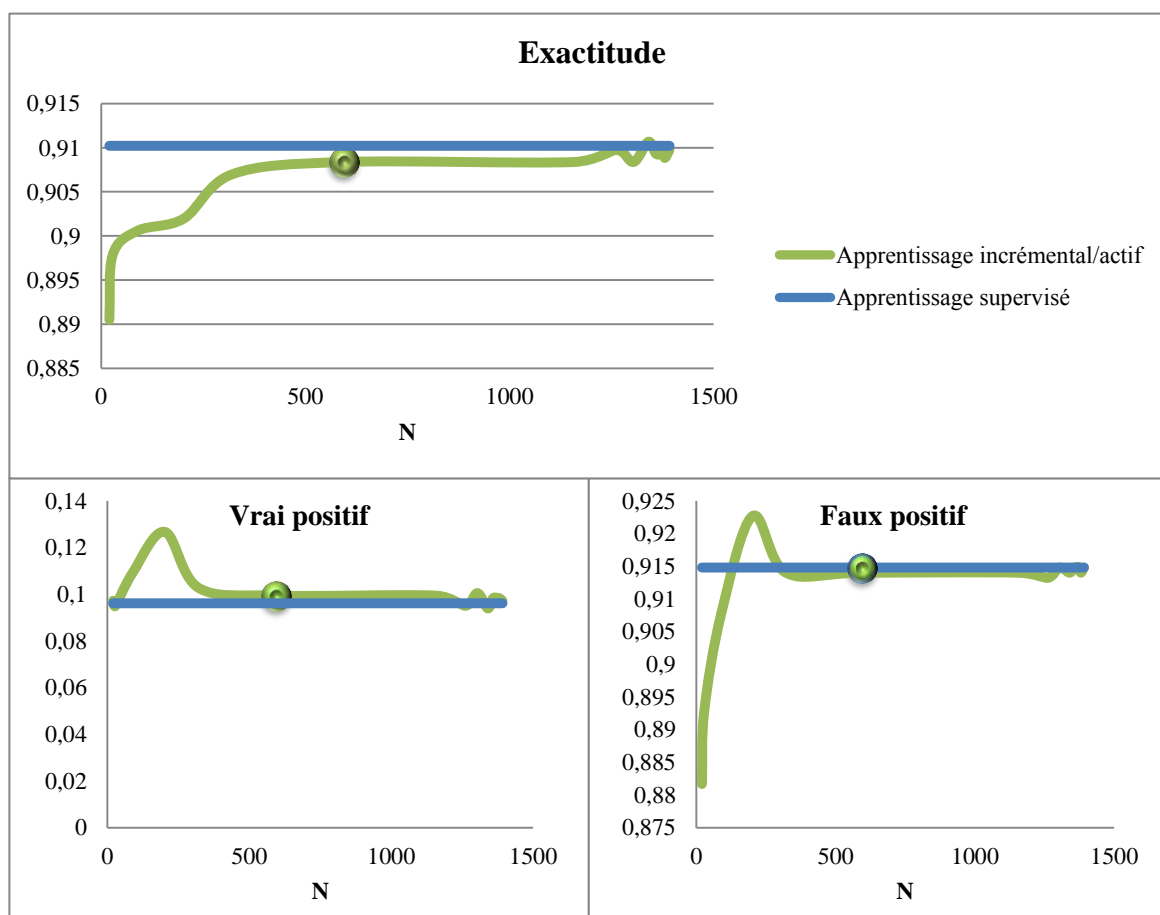 Exactitude
0,915
0,91
0,905
0,9
0,895
0,89
0,885
0 500 1000 1500
N
Apprentissage incrémental/actif
Apprentissage supervisé
Vrai positif
0,14
0,12
0,1
0,08
0,06
0,04
0,02
0
0 500 1000 1500
N
Faux positif
0,925
0,92
0,915
0,91
0,905
0,9
0,895
0,89
0,885
0,88
0,875
0 500 1000 1500
N